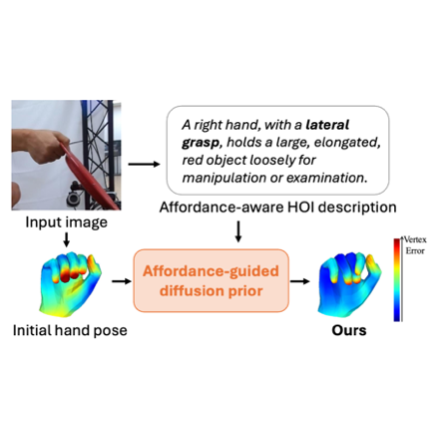 A right hand, with a lateral
grasp, holds a large, elongated,
red object loosely for
manipulation or examination.
Input image
Affordance-aware HOI description
Vertex
Error
Affordance-guided
diffusion prior
Initial hand pose
Ours